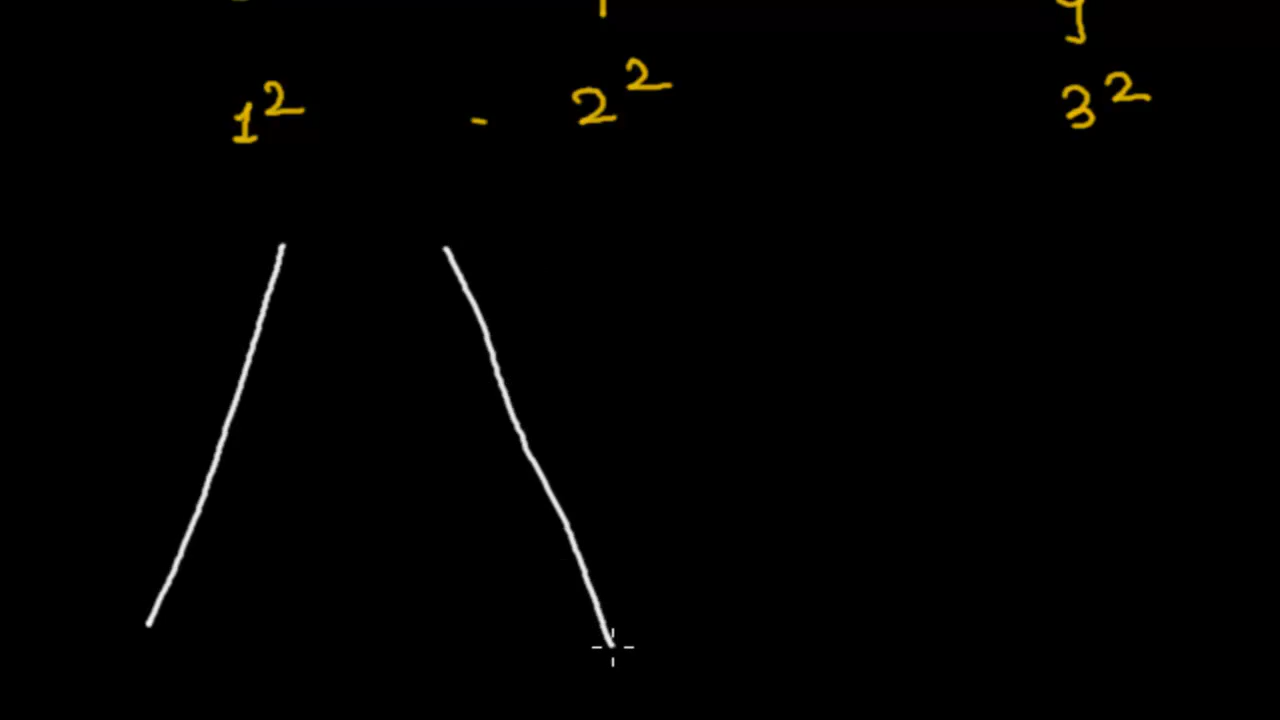 1² - 2² 3²